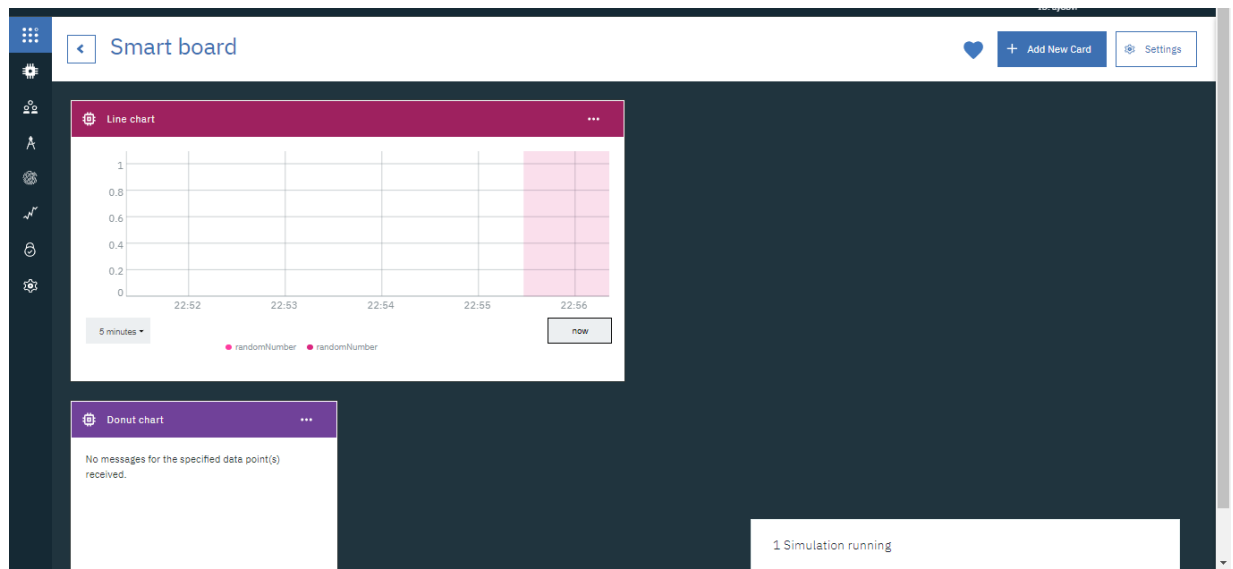 Smart board
+ Add New Card
Settings
Line chart
1
0.8
0.6
0.4
0.2
0
22:52 22:53 22:54 22:55 22:56
5 minutes
now
randomNumber randomNumber
Donut chart
No messages for the specified data point(s)
received.
1 Simulation running